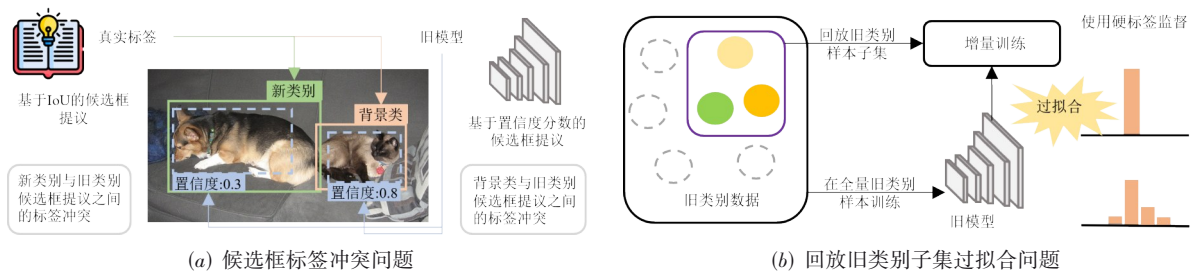 真实标签
旧模型
基于IoU的候选框
提议
新类别
背景类
置信度:0.3
置信度:0.8
基于置信度分数的
候选框提议
新类别与旧类别
候选框提议之间
的标签冲突
背景类与旧类别
候选框提议之间
的标签冲突
(a) 候选框标签冲突问题
回放旧类别
样本子集
增量训练
使用硬标签监督
过拟合
旧类别数据
在全量旧类别
样本训练
旧模型
(b) 回放旧类别子集过拟合问题